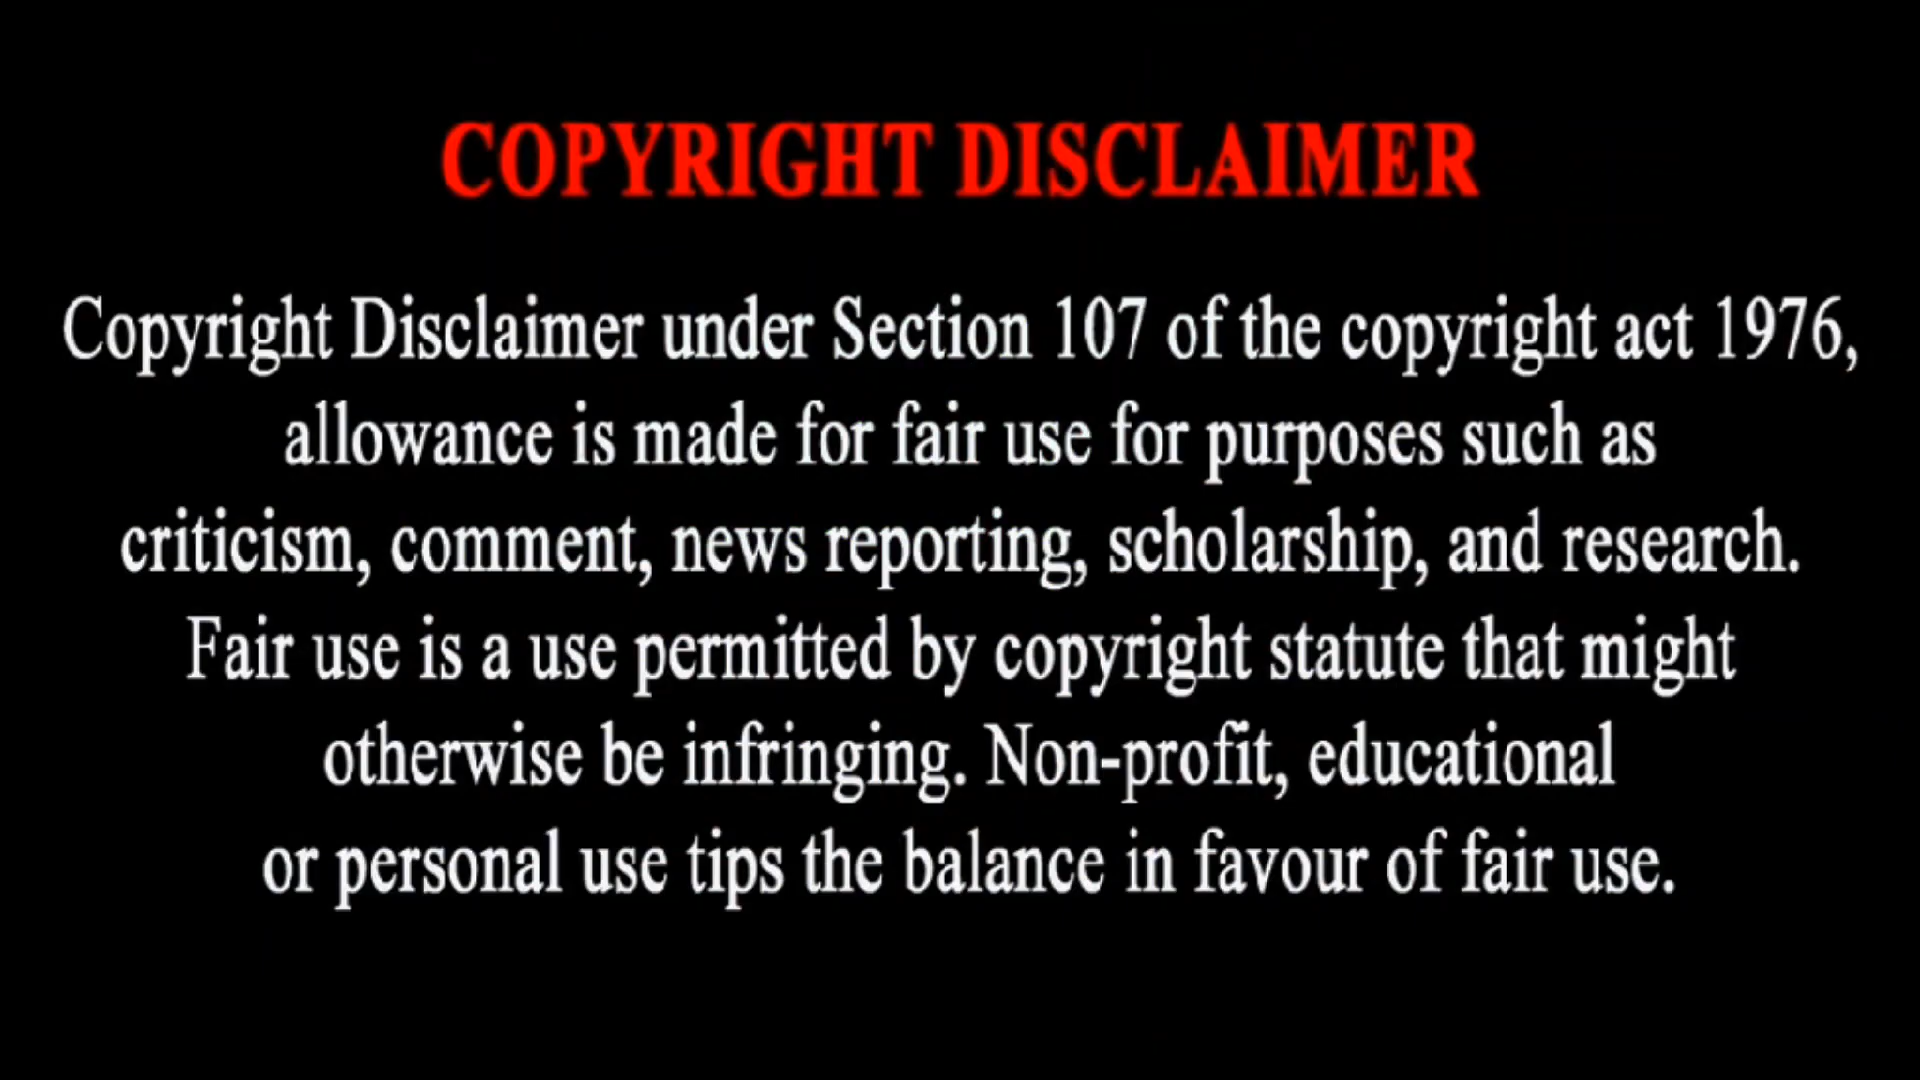 COPYRIGHT DISCLAIMER
Copyright Disclaimer under Section 107 of the copyright act 1976,
allowance is made for fair use for purposes such as
criticism, comment, news reporting, scholarship, and research.
Fair use is a use permitted by copyright statute that might
otherwise be infringing. Non-profit, educational
or personal use tips the balance in favour of fair use.